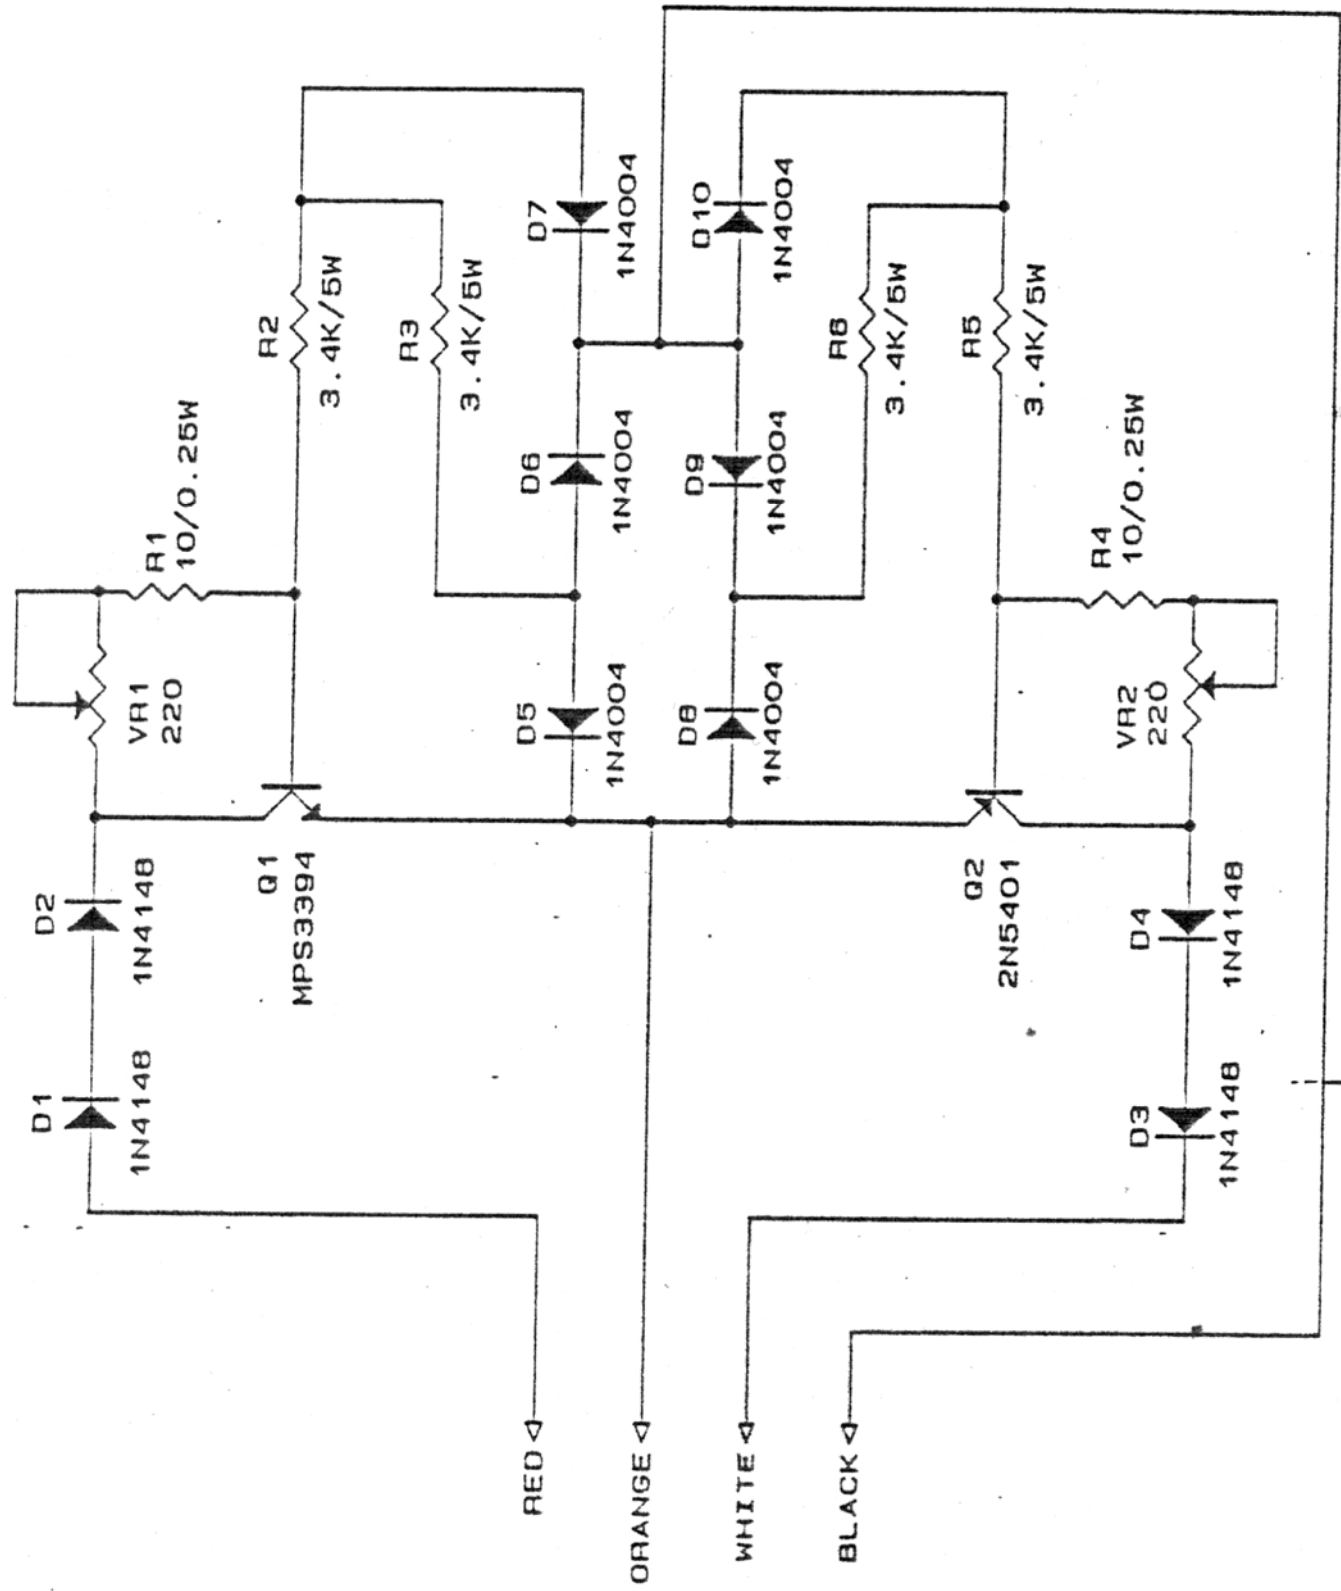 RED
ORANGE
WHITE
BLACK
D1
1N4148
D2
1N4148
VR1
220
R1
10/0.25W
Q1
MPS3394
R2
3.4K/5W
R3
3.4K/5W
D5
1N4004
D6
1N4004
D7
1N4004
D8
1N4004
D9
1N4004
D10
1N4004
R6
3.4K/5W
R5
3.4K/5W
Q2
2N5401
R4
10/0.25W
VR2
220
D3
1N4148
D4
1N4148